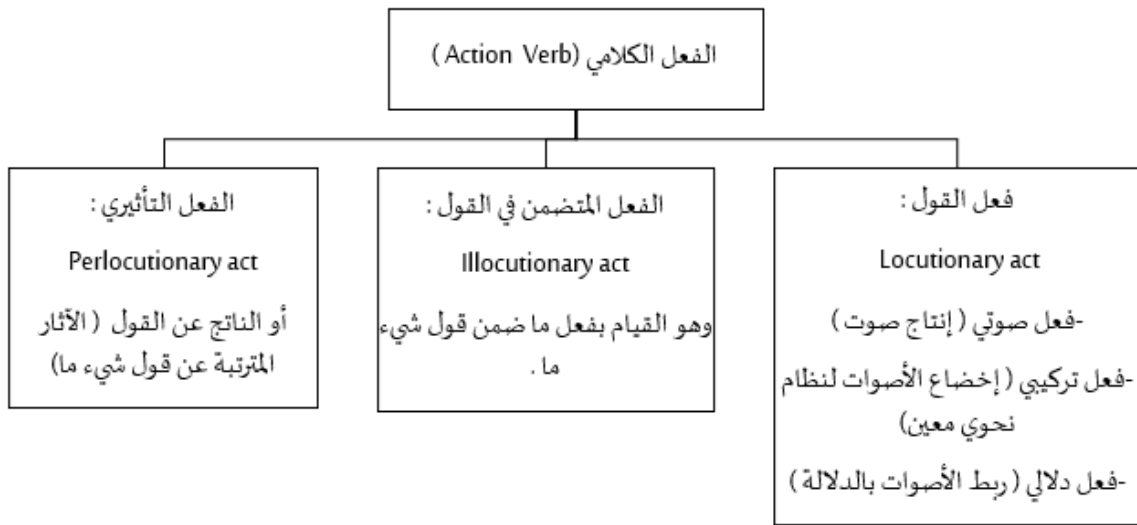 الفعل الكلامي (Action Verb )
فعل القول :
Locutionary act
-فعل صوتي ( إنتاج صوت )
-فعل تركيبي ( إخضاع الأصوات لنظام
نحوي معين)
-فعل دلالي ( ربط الأصوات بالدلالة )
الفعل المتضمن في القول :
Illocutionary act
وهو القيام بفعل ما ضمن قول شيء
ما .
الفعل التأثيري :
Perlocutionary act
أو الناتج عن القول ( الآثار
المترتبة عن قول شيء ما)